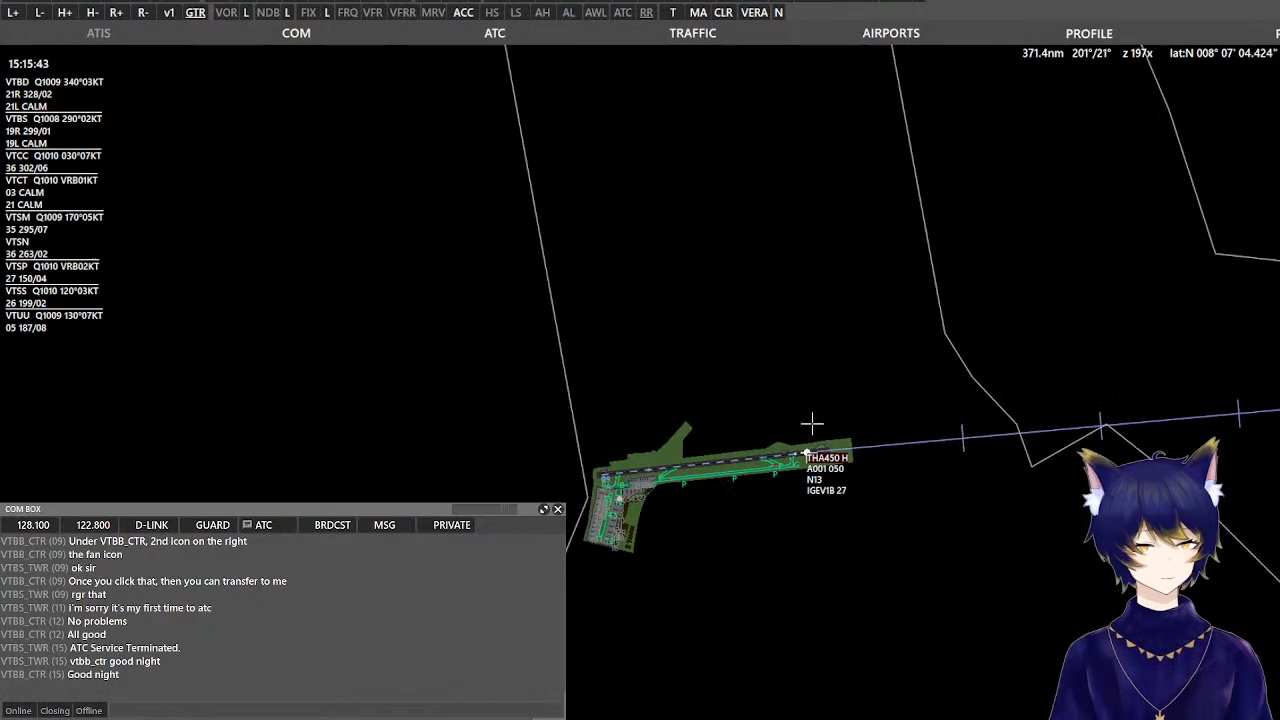 L+ L- H+ H- R+ R- v1 GTR VOR L NDB L FIX L FRQ VFR VFRR MRV ACC HS LS AH AL AWL ATC RR T MA CLR VERA N
ATIS COM ATC TRAFFIC AIRPORTS PROFILE
371.4nm 201°/21° z 197x lat:N 008° 07' 04.424"
15:15:43
VTBD Q1009 340°03KT
21R 328/02
21L CALM
VTBS Q1008 290°02KT
19R 299/01
19L CALM
VTCC Q1010 030°07KT
36 302/06
VTCT Q1010 VRB01KT
03 CALM
21 CALM
VTSM Q1009 170°05KT
35 295/07
VTSN
36 263/02
VTSP Q1010 VRB02KT
27 150/04
VTSS Q1010 120°03KT
26 199/02
VTUU Q1009 130°07KT
05 187/08
THA450 H
A001 050
N13
IGEV1B 27
P P P
COM BOX
128.100 122.800 D-LINK GUARD ATC BRDCST MSG PRIVATE
VTBB_CTR (09) Under VTBB_CTR, 2nd icon on the right
VTBB_CTR (09) the fan icon
VTBS_TWR (09) ok sir
VTBB_CTR (09) Once you click that, then you can transfer to me
VTBS_TWR (09) rgr that
VTBS_TWR (11) i'm sorry it's my first time to atc
VTBB_CTR (12) No problems
VTBB_CTR (12) All good
VTBS_TWR (15) ATC Service Terminated.
VTBS_TWR (15) vtbb_ctr good night
VTBB_CTR (15) Good night
Online Closing Offline